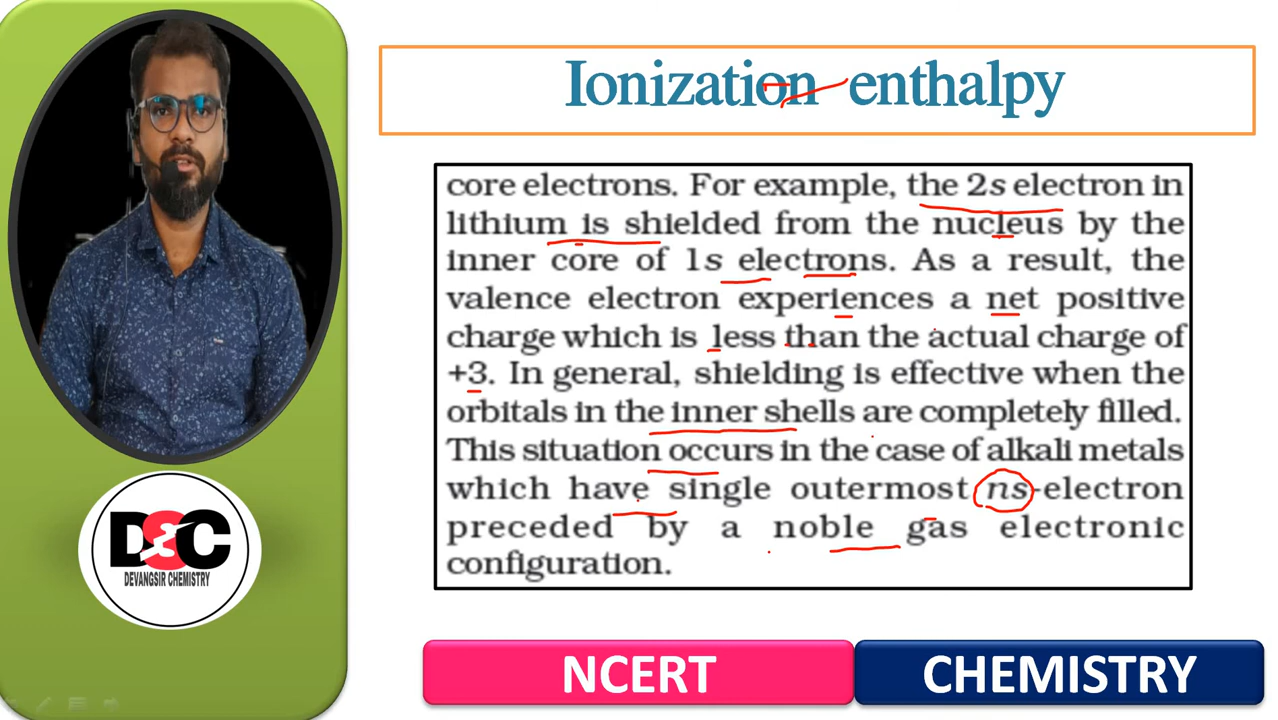 Ionization enthalpy
core electrons. For example, the 2s electron in
lithium is shielded from the nucleus by the
inner core of 1s electrons. As a result, the
valence electron experiences a net positive
charge which is less than the actual charge of
+3. In general, shielding is effective when the
orbitals in the inner shells are completely filled.
This situation occurs in the case of alkali metals
which have single outermost ns-electron
preceded by a noble gas electronic
configuration.
DSC
DEVANGSIR CHEMISTRY
NCERT
CHEMISTRY